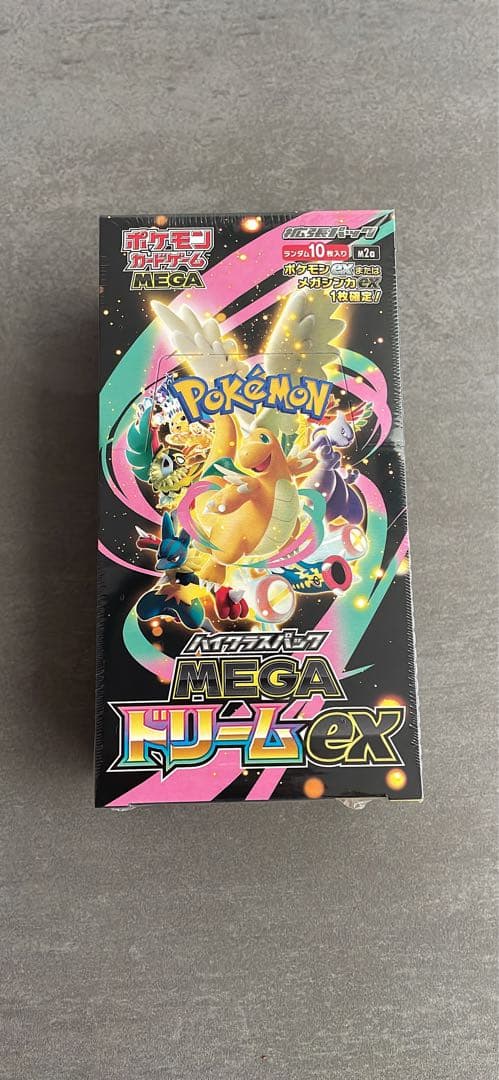 ポケモン
カードゲーム
MEGA
拡張パック
ランダム10枚入り
M2a
ポケモンexまたは
メガシンカex
1枚確定!
POKéMON
ハイクラスパック
MEGA
ドリームex